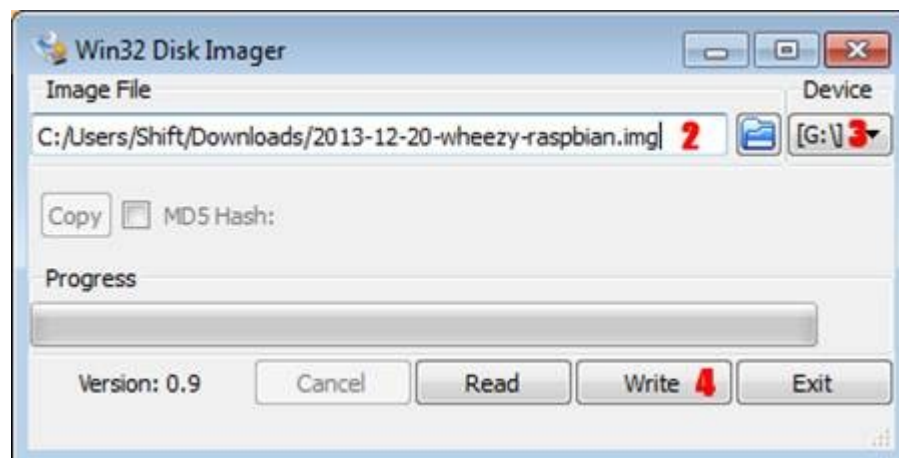 Win32 Disk Imager
Image File Device
C:/Users/Shift/Downloads/2013-12-20-wheezy-raspbian.img 2 [G:\] 3
Copy MD5 Hash:
Progress
Version: 0.9 Cancel Read Write 4 Exit